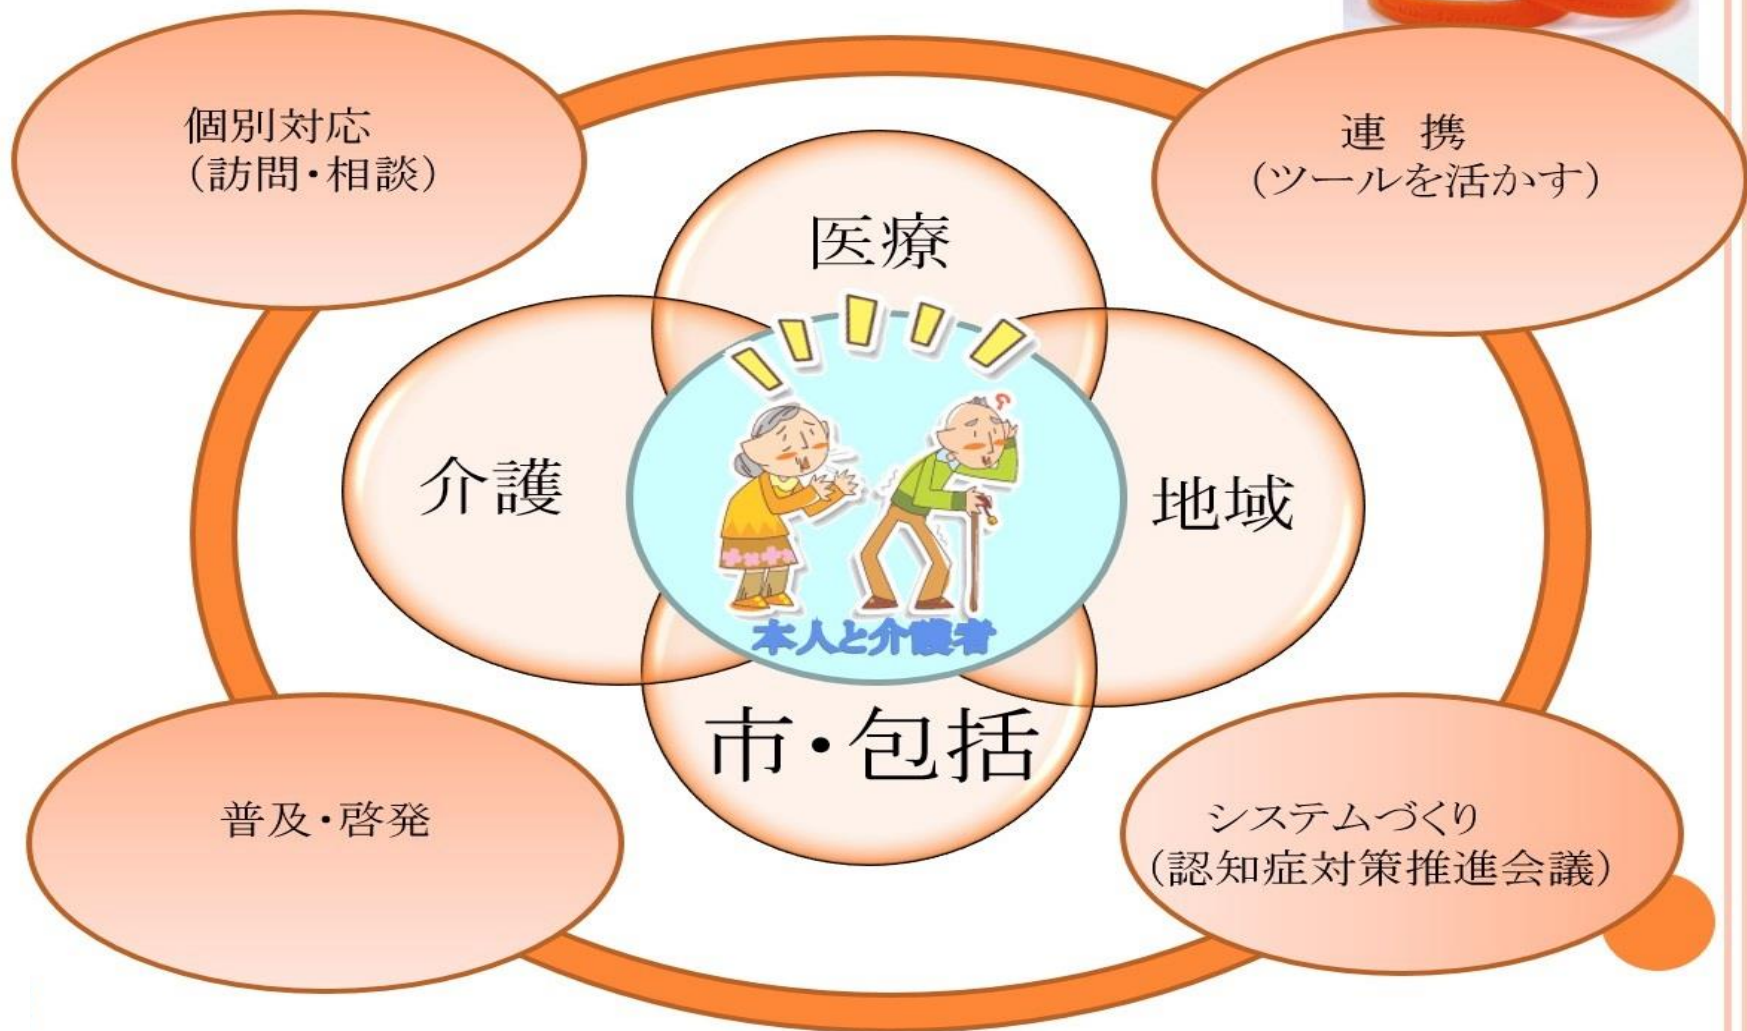 個別対応
（訪問・相談）
連 携
（ツールを活かす）
医療
介護
地域
本人と介護者
市・包括
普及・啓発
システムづくり
（認知症対策推進会議）